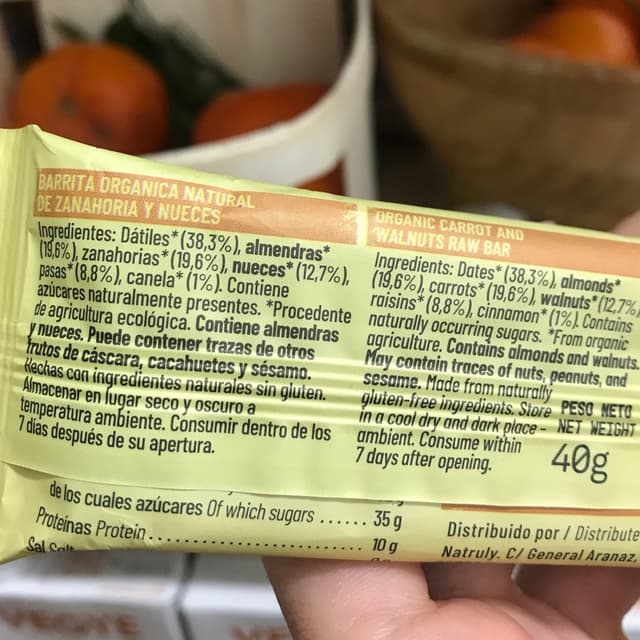 BARRITA ORGANICA NATURAL
DE ZANAHORIA Y NUECES
Ingredientes: Dátiles* (38,3%), almendras*
(19,6%), zanahorias* (19,6%), nueces* (12,7%),
pasas* (8,8%), canela* (1%). Contiene
azúcares naturalmente presentes. *Procedente
de agricultura ecológica. Contiene almendras
y nueces. Puede contener trazas de otros
frutos de cáscara, cacahuetes y sésamo.
Hechas con ingredientes naturales sin gluten.
Almacenar en lugar seco y oscuro a
temperatura ambiente. Consumir dentro de los
7 días después de su apertura.
ORGANIC CARROT AND
WALNUTS RAW BAR
Ingredients: Dates* (38,3%), almonds*
(19,6%), carrots* (19,6%), walnuts* (12,7%
raisins* (8,8%), cinnamon* (1%). Contains
naturally occurring sugars. *From organic
agriculture. Contains almonds and walnuts.
May contain traces of nuts, peanuts, and
sesame. Made from naturally
gluten-free ingredients. Store
in a cool dry and dark place -
ambient. Consume within
7 days after opening.
PESO NETO
NET WEIGHT
40g
de los cuales azúcares Of which sugars ...... 35 g
Proteínas Protein ................................ 10 g
Sal Salt
Distribuido por / Distribute
Natruly. C/ General Aranaz,